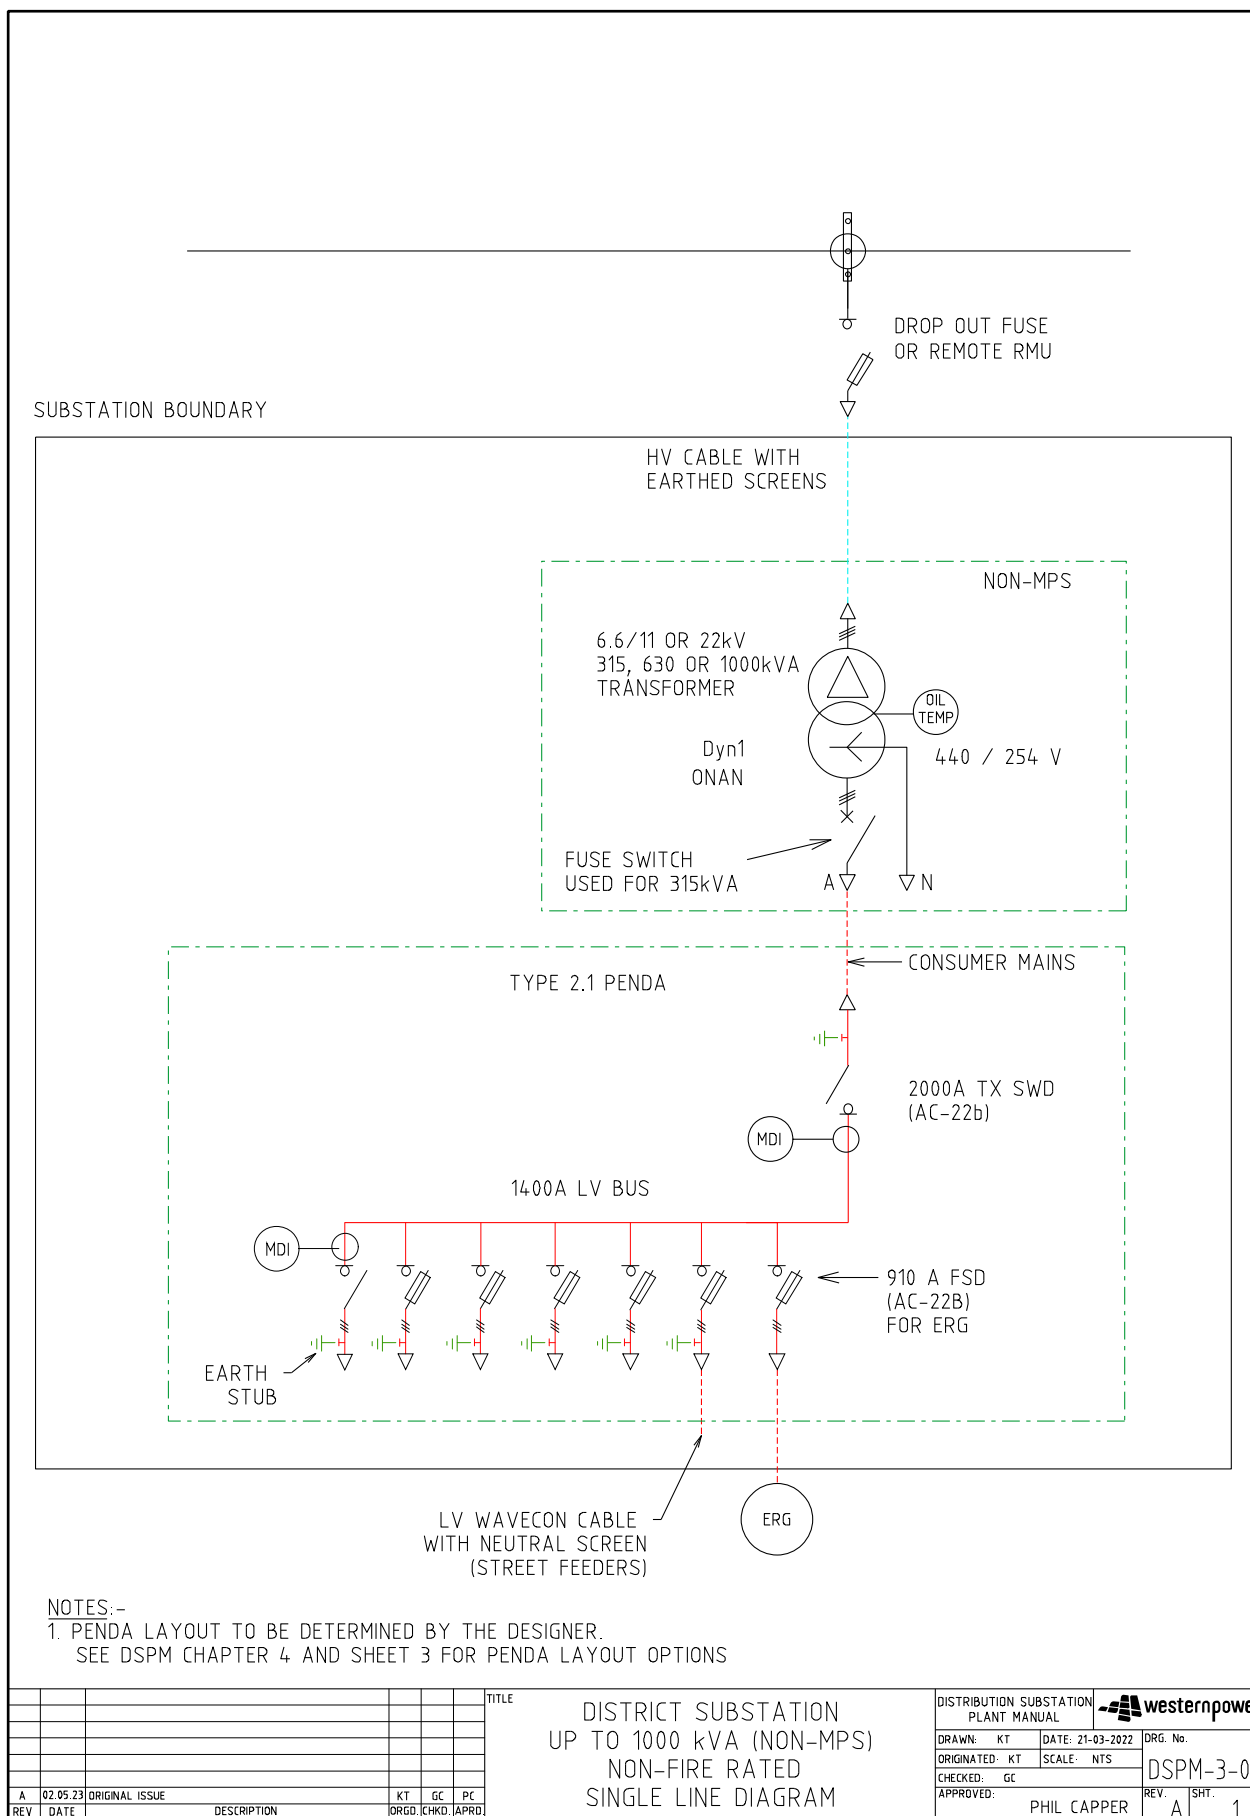 DROP OUT FUSE
OR REMOTE RMU
SUBSTATION BOUNDARY
HV CABLE WITH
EARTHED SCREENS
NON-MPS
6.6/11 OR 22kV
315, 630 OR 1000kVA
TRANSFORMER
OIL
TEMP
Dyn1
ONAN
440 / 254 V
FUSE SWITCH
USED FOR 315kVA
A
N
CONSUMER MAINS
TYPE 2.1 PENDA
2000A TX SWD
(AC-22b)
MDI
1400A LV BUS
MDI
910 A FSD
(AC-22B)
FOR ERG
EARTH
STUB
LV WAVECON CABLE
WITH NEUTRAL SCREEN
(STREET FEEDERS)
ERG
NOTES:-
1. PENDA LAYOUT TO BE DETERMINED BY THE DESIGNER.
SEE DSPM CHAPTER 4 AND SHEET 3 FOR PENDA LAYOUT OPTIONS
TITLE
DISTRICT SUBSTATION
UP TO 1000 kVA (NON-MPS)
NON-FIRE RATED
SINGLE LINE DIAGRAM
DISTRIBUTION SUBSTATION
PLANT MANUAL
westernpowe
DRAWN: KT
DATE: 21-03-2022
DRG. No.
ORIGINATED: KT
SCALE: NTS
DSPM-3-0
CHECKED: GC
APPROVED:
PHIL CAPPER
REV.
A
SHT.
1
A 02.05.23 ORIGINAL ISSUE KT GC PC
REV DATE DESCRIPTION ORGD. CHKD. APRD.